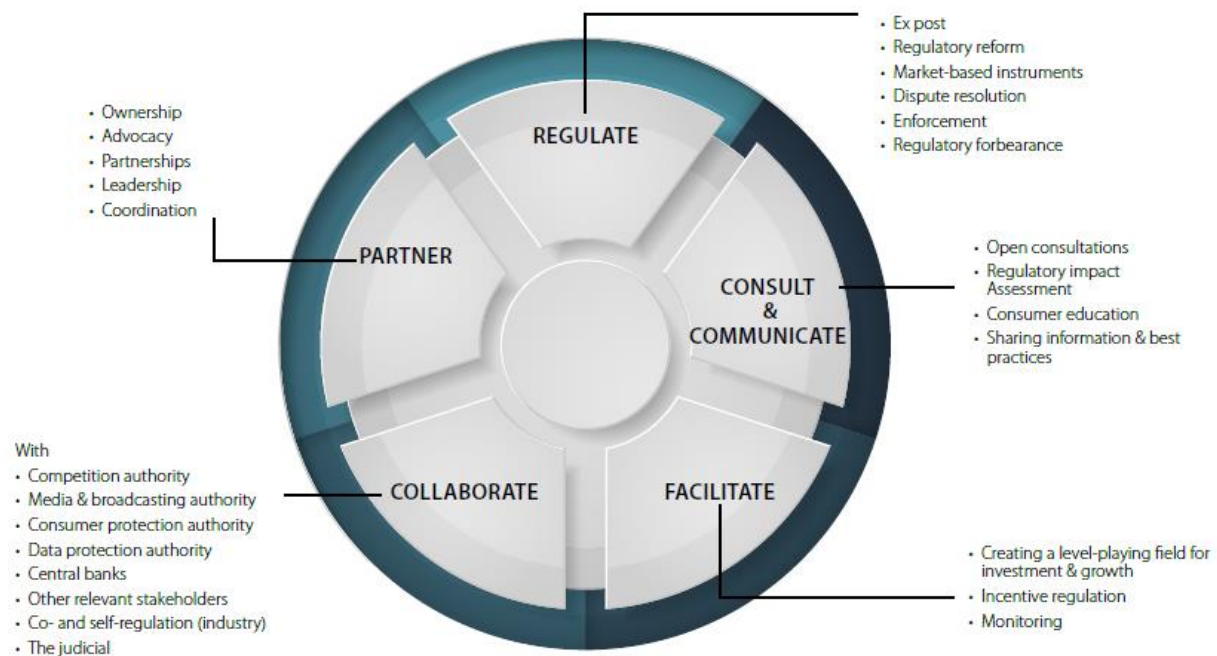 • Ex post
• Regulatory reform
• Market-based instruments
• Dispute resolution
• Enforcement
• Regulatory forbearance
• Ownership
• Advocacy
• Partnerships
• Leadership
• Coordination
REGULATE
PARTNER
CONSULT
&
COMMUNICATE
• Open consultations
• Regulatory impact
Assessment
• Consumer education
• Sharing information & best
practices
With
• Competition authority
• Media & broadcasting authority
• Consumer protection authority
• Data protection authority
• Central banks
• Other relevant stakeholders
• Co- and self-regulation (industry)
• The judicial
COLLABORATE
FACILITATE
• Creating a level-playing field for
investment & growth
• Incentive regulation
• Monitoring